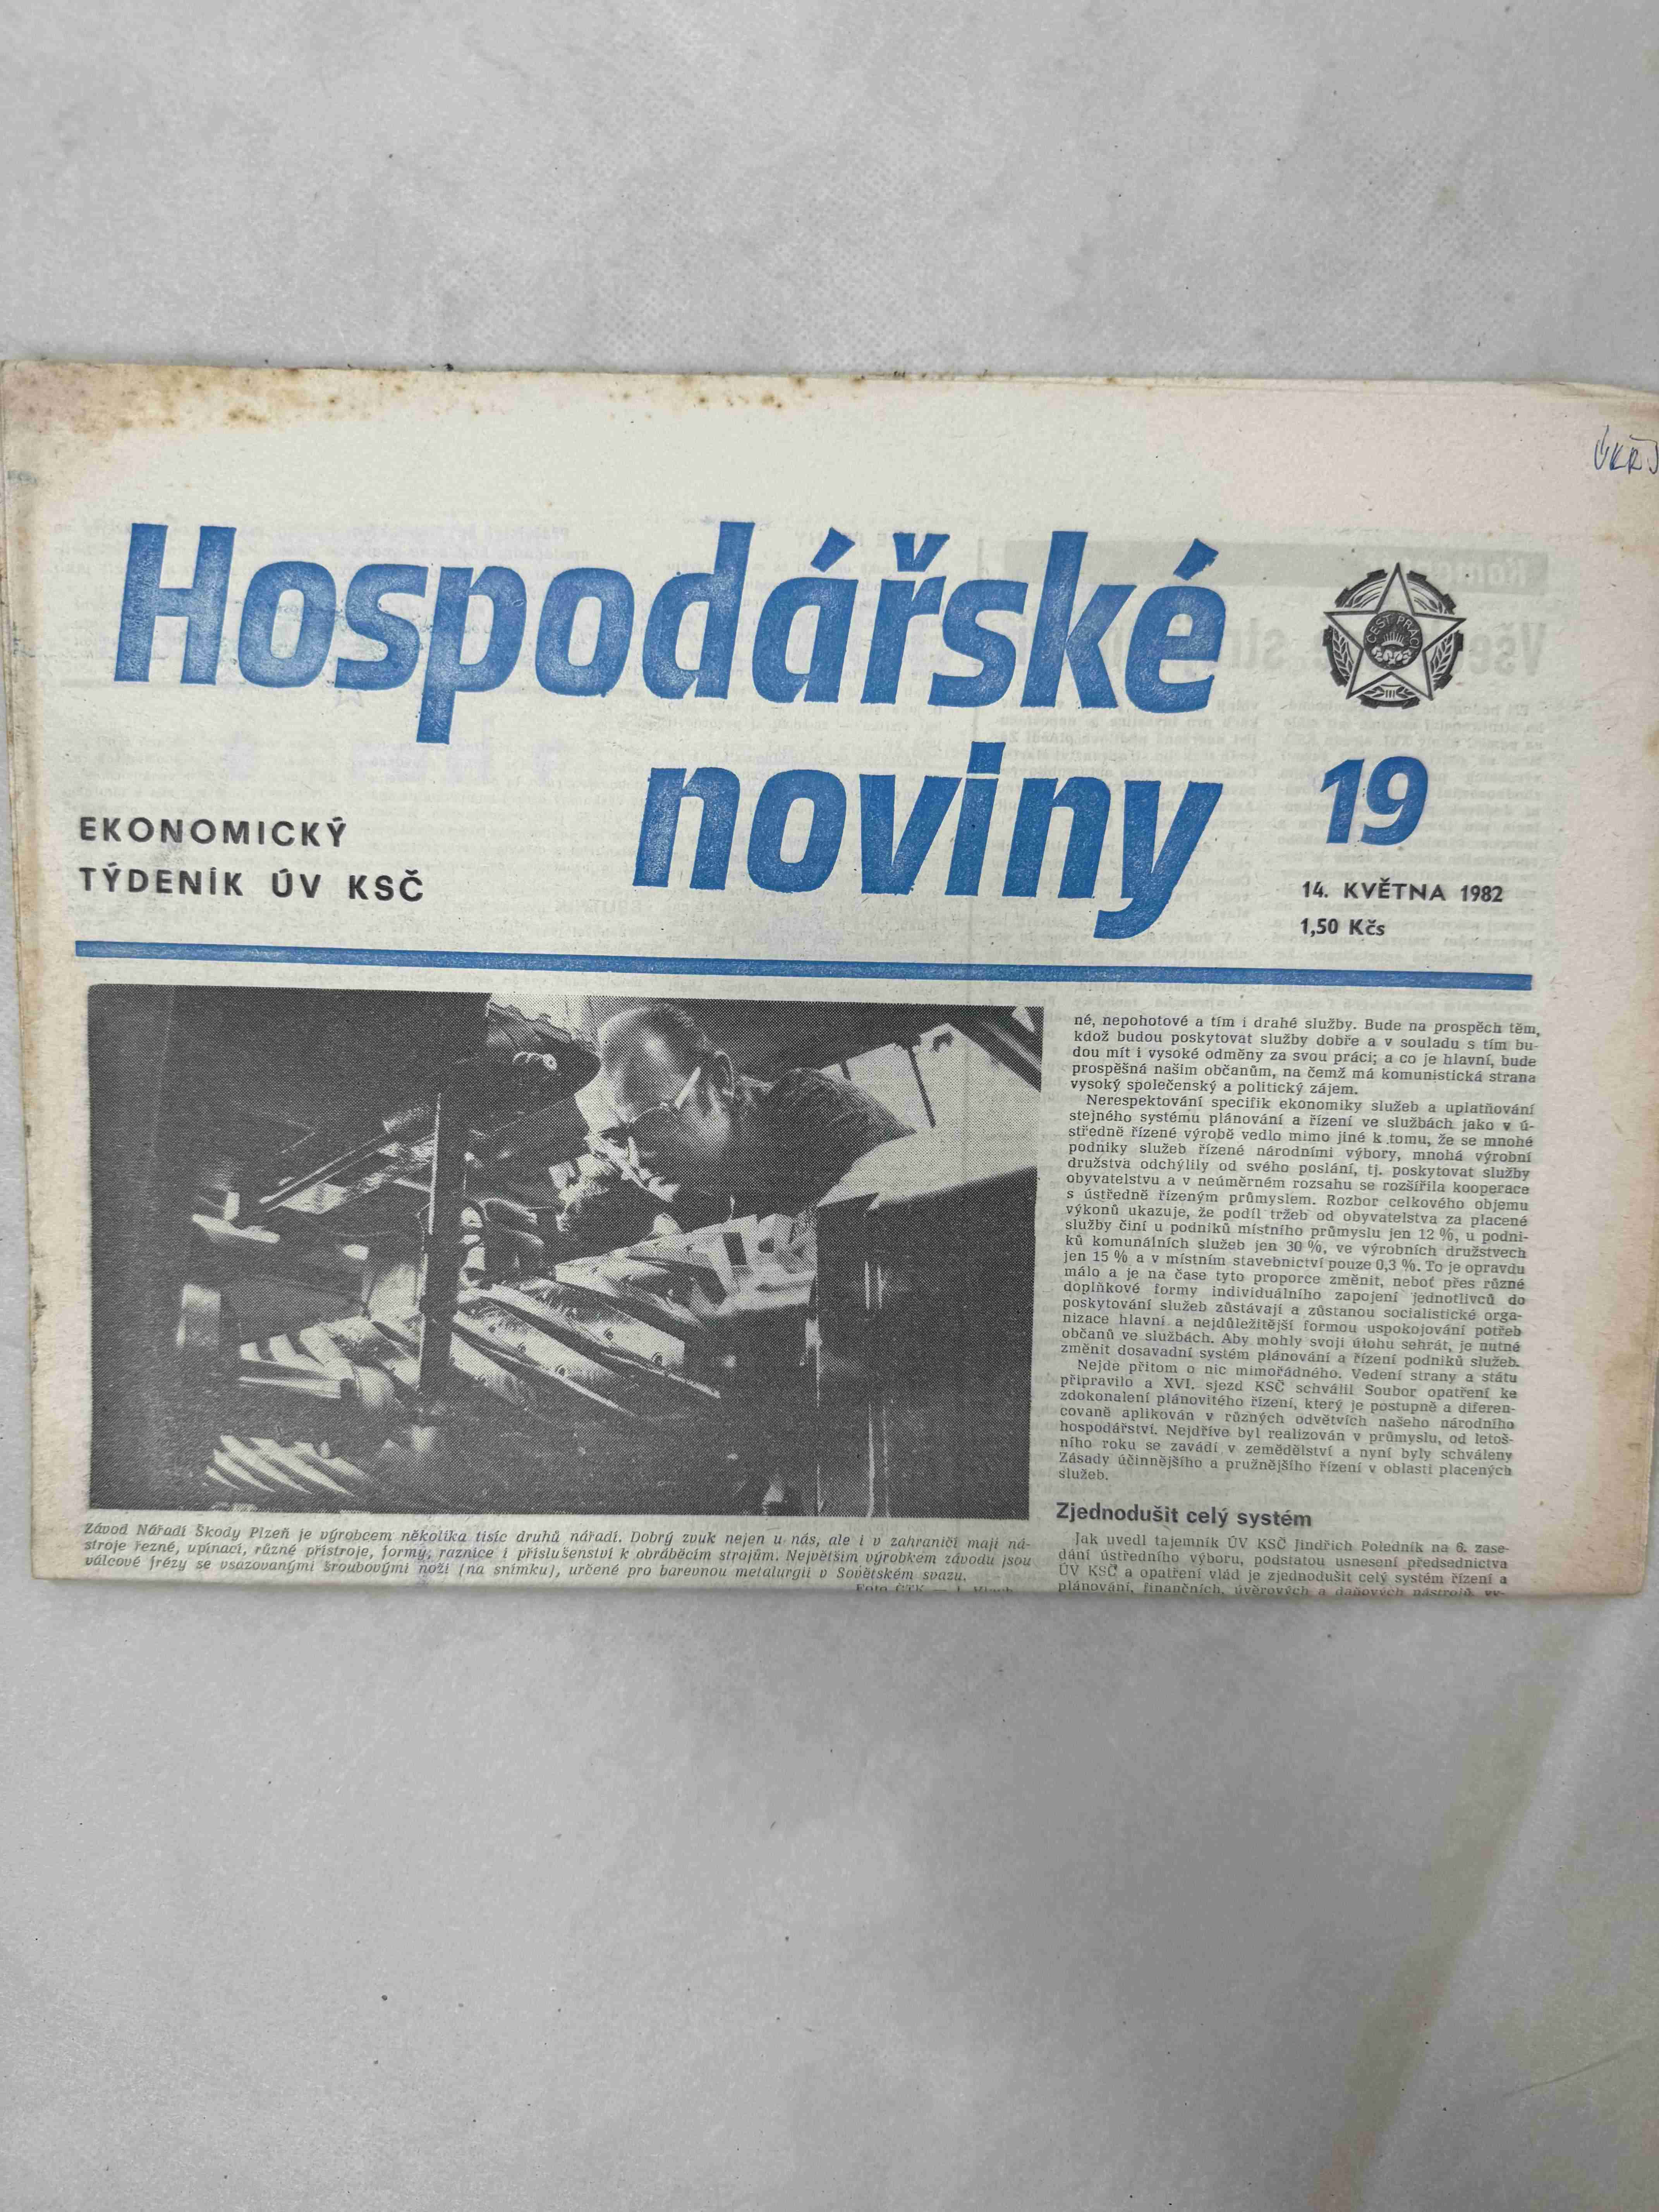 Hospodářské
noviny
EKONOMICKÝ
TÝDENÍK ÚV KSČ
ČEST PRÁCI
19
14. KVĚTNA 1982
1,50 Kčs
Závod Nářadí Škody Plzeň je výrobcem několika tisíc druhů nářadí. Dobrý zvuk nejen u nás, ale i v zahraničí mají ná-
stroje řezné, upínací, různé přístroje, formy, raznice i příslušenství k obráběcím strojům. Největším výrobkem závodu jsou
válcové frézy se vsazovanými šroubovými noži (na snímku), určené pro barevnou metalurgii v Sovětském svazu.
Foto ČTK —
né, nepohotové a tím i drahé služby. Bude na prospěch těm,
kdož budou poskytovat služby dobře a v souladu s tím bu-
dou mít i vysoké odměny za svou práci; a co je hlavní, bude
prospěšná našim občanům, na čemž má komunistická strana
vysoký společenský a politický zájem.
Nerespektování specifik ekonomiky služeb a uplatňování
stejného systému plánování a řízení ve službách jako v ú-
středně řízené výrobě vedlo mimo jiné k tomu, že se mnohé
podniky služeb řízené národními výbory, mnohá výrobní
družstva odchýlily od svého poslání, tj. poskytovat služby
obyvatelstvu a v neúměrném rozsahu se rozšířila kooperace
s ústředně řízeným průmyslem. Rozbor celkového objemu
výkonů ukazuje, že podíl tržeb od obyvatelstva za placené
služby činí u podniků místního průmyslu jen 12 %, u podni-
ků komunálních služeb jen 30 %, ve výrobních družstvech
jen 15 % a v místním stavebnictví pouze 0,3 %. To je opravdu
málo a je na čase tyto proporce změnit, neboť přes různé
doplňkové formy individuálního zapojení jednotlivců do
poskytování služeb zůstávají a zůstanou socialistické orga-
nizace hlavní a nejdůležitější formou uspokojování potřeb
občanů ve službách. Aby mohly svoji úlohu sehrát, je nutné
změnit dosavadní systém plánování a řízení podniků služeb.
Nejde přitom o nic mimořádného. Vedení strany a státu
připravilo a XVI. sjezd KSČ schválil Soubor opatření ke
zdokonalení plánovitého řízení, který je postupně a diferen-
covaně aplikován v různých odvětvích našeho národního
hospodářství. Nejdříve byl realizován v průmyslu, od letoš-
ního roku se zavádí v zemědělství a nyní byly schváleny
Zásady účinnějšího a pružnějšího řízení v oblasti placených
služeb.
Zjednodušit celý systém
Jak uvedl tajemník ÚV KSČ Jindřich Poledník na 6. zase-
dání ústředního výboru, podstatou usnesení předsednictva
ÚV KSČ a opatření vlád je zjednodušit celý systém řízení a
plánování, finančních, úvěrových a daňových nástrojů, vy-